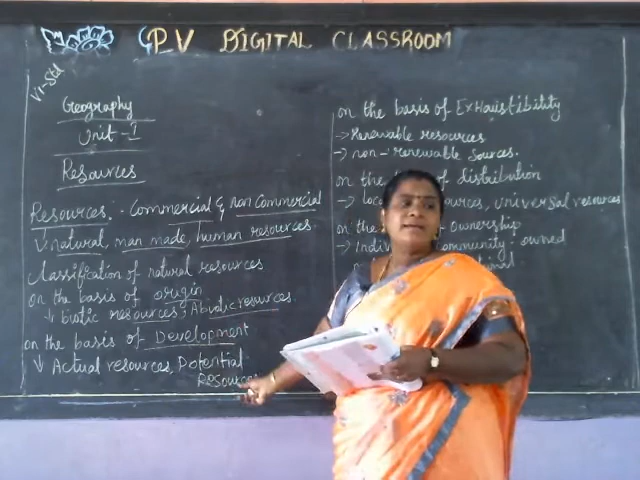 GPV DIGITAL CLASSROOM
VI-Std
Geography
Unit - I
Resources
Resources: - Commercial & non Commercial
natural, man made, human resources.
Classification of natural resources
on the basis of origin
biotic resources, Abiotic resources
on the basis of Development
Actual resources, Potential
Resources
on the basis of Exhaustibility
→ Renewable resources
→ non-renewable sources.
on the of distribution
→ universal resources
on the ownership
→ community owned